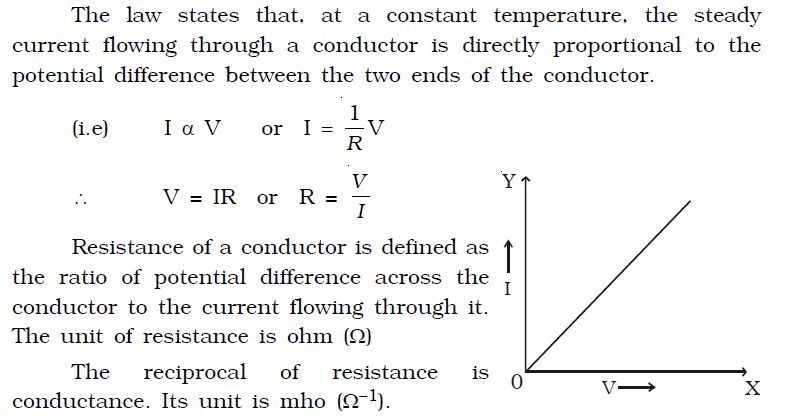 The law states that, at a constant temperature, the steady
current flowing through a conductor is directly proportional to the
potential difference between the two ends of the conductor.
(i.e) I α V or I = 1/R V
∴ V = IR or R = V/I
Resistance of a conductor is defined as
the ratio of potential difference across the
conductor to the current flowing through it.
The unit of resistance is ohm (Ω)
The reciprocal of resistance is
conductance. Its unit is mho (Ω⁻¹).
Y
I
0
V
X